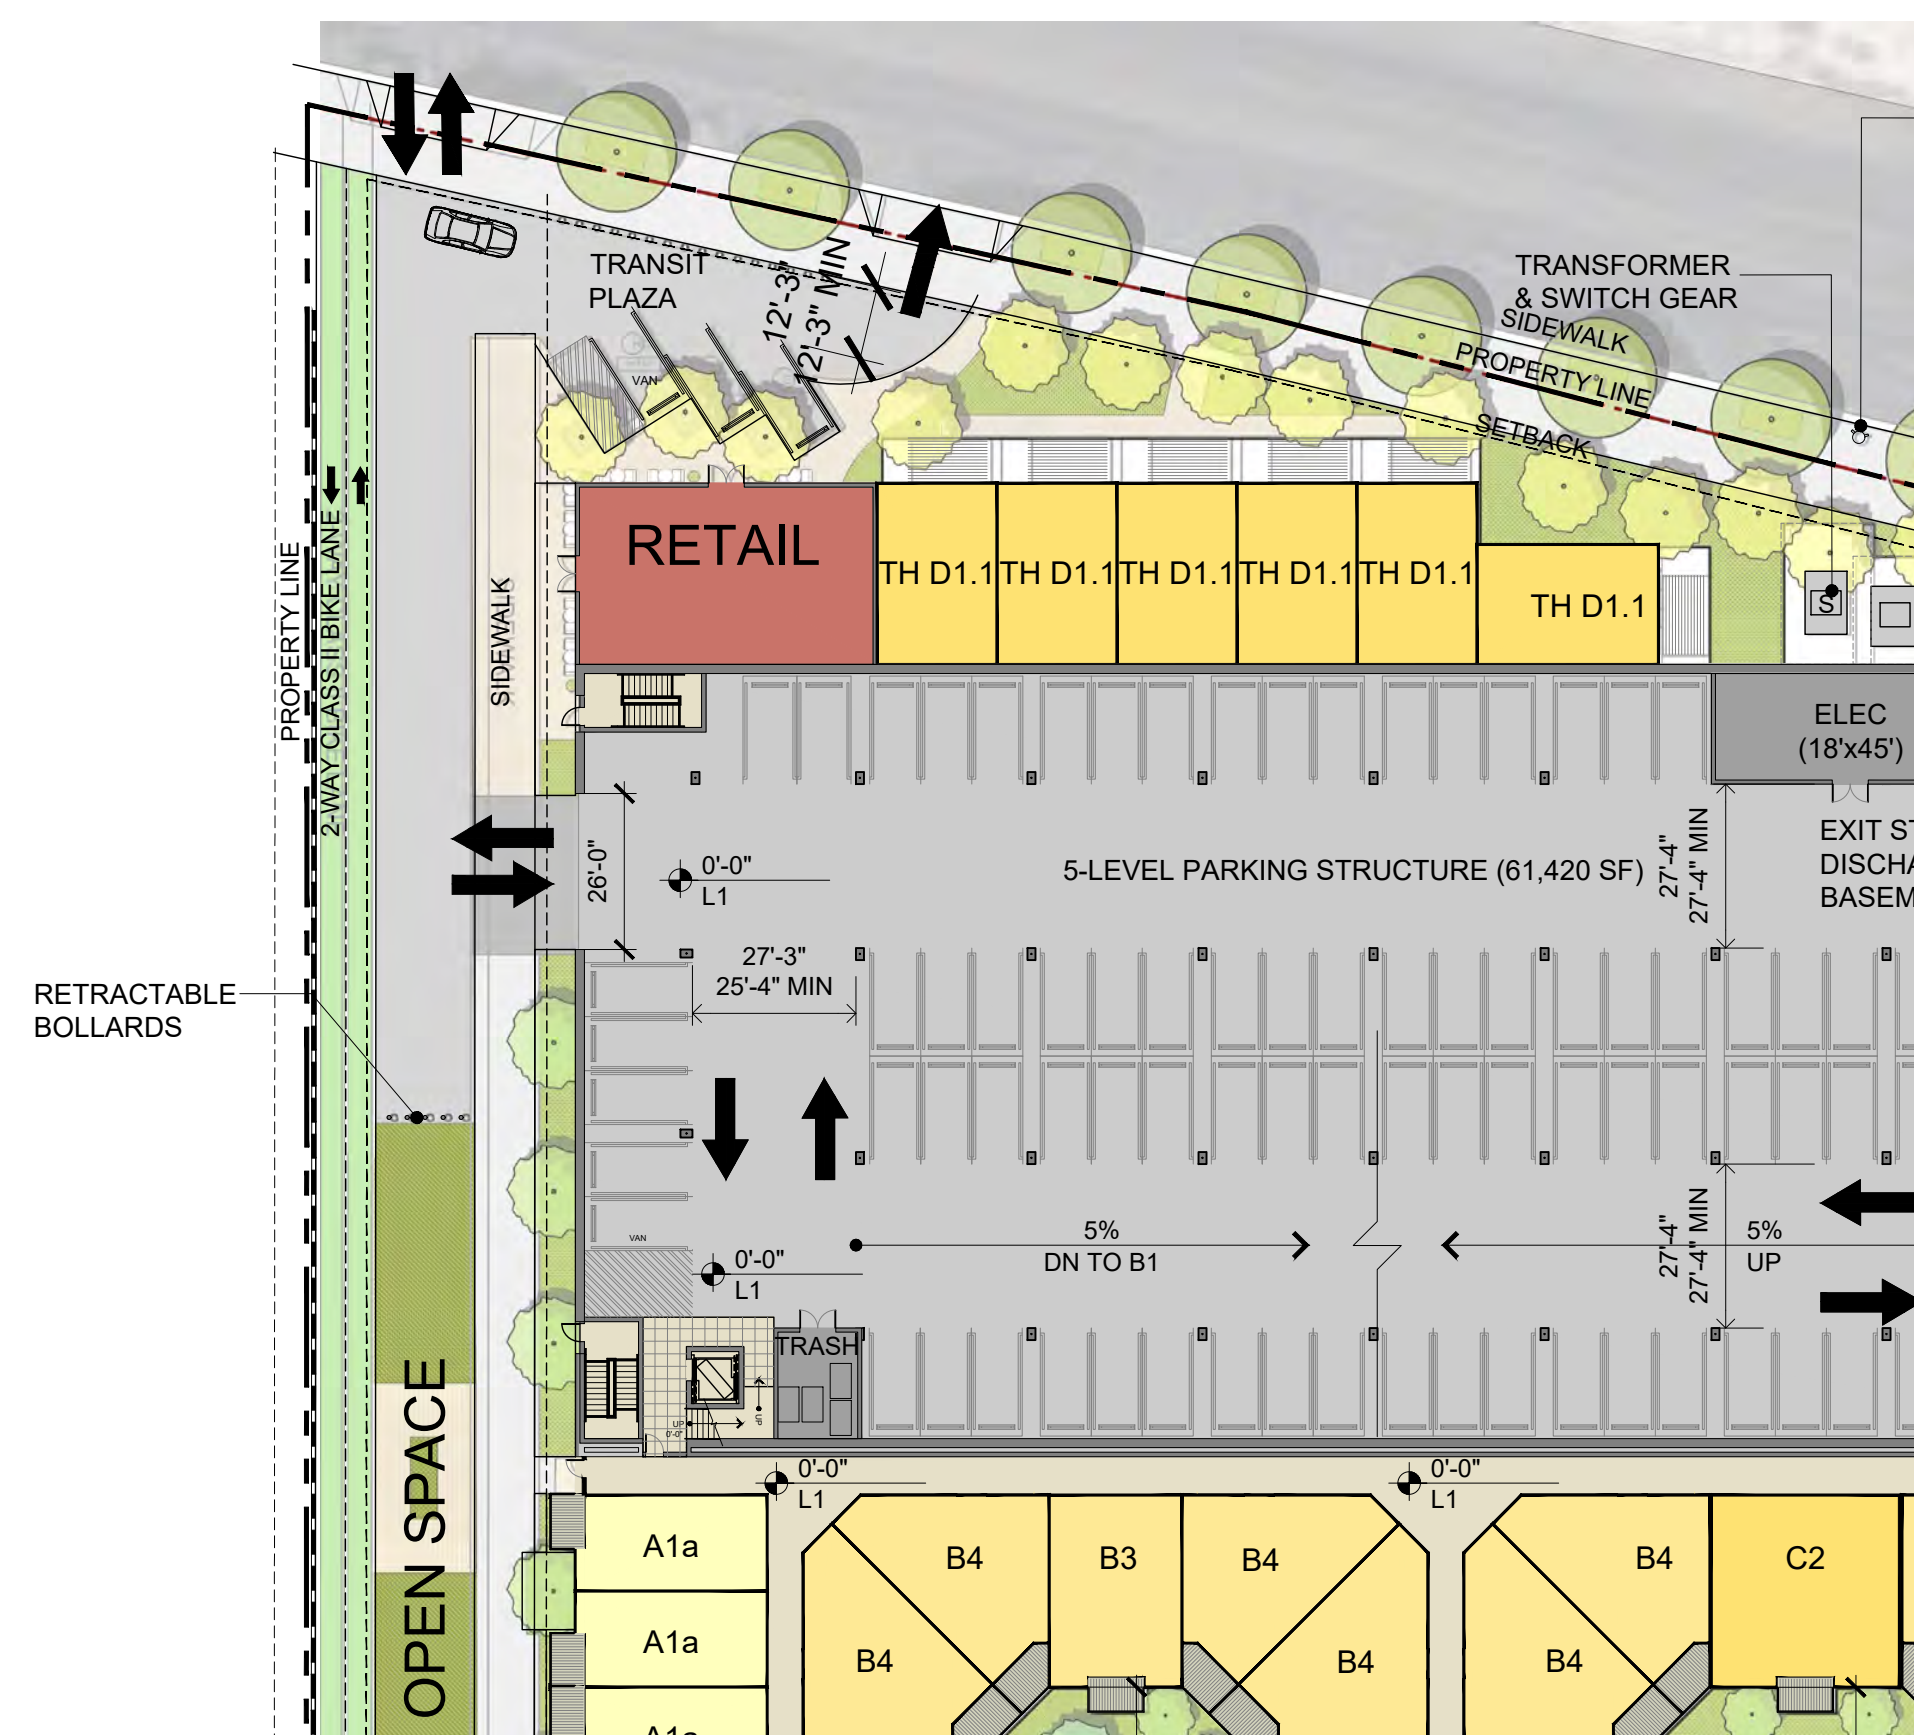 TRANSIT
PLAZA
12'-3"
12'-3" MIN
TRANSFORMER
& SWITCH GEAR
SIDEWALK
PROPERTY LINE
SETBACK
VAN
RETAIL
TH D1.1
TH D1.1
TH D1.1
TH D1.1
TH D1.1
TH D1.1
S
PROPERTY LINE
2-WAY CLASS II BIKE LANE
SIDEWALK
ELEC
(18'x45')
26'-0"
0'-0"
L1
5-LEVEL PARKING STRUCTURE (61,420 SF)
27'-4"
27'-4" MIN
EXIT ST
DISCHA
BASEM
27'-3"
25'-4" MIN
RETRACTABLE
BOLLARDS
VAN
0'-0"
L1
5%
DN TO B1
27'-4"
27'-4" MIN
5%
UP
TRASH
UP
0'-0"
UP
OPEN SPACE
0'-0"
L1
0'-0"
L1
A1a
B4
B3
B4
B4
C2
A1a
B4
B4
B4
A1a